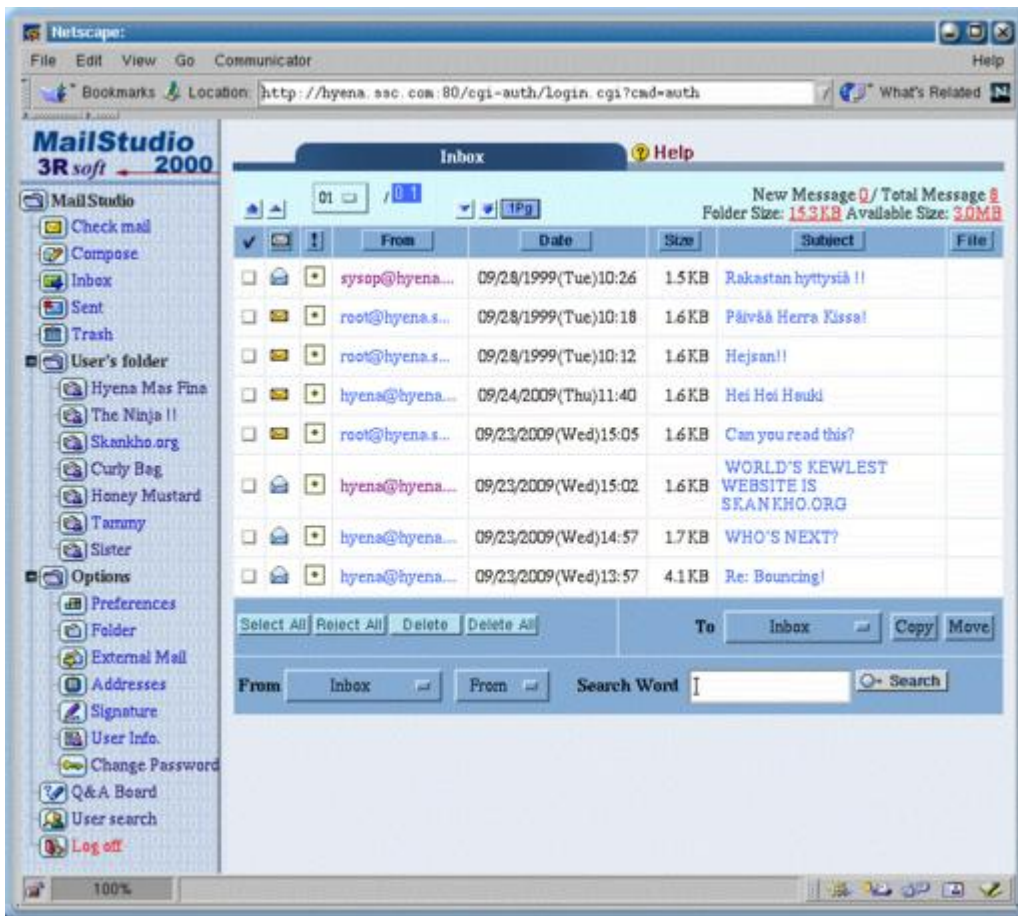 Netscape:
File Edit View Go Communicator Help
Bookmarks Location: http://hyena.ssc.com:80/cgi-auth/login.cgi?cmd=auth What's Related N
MailStudio
3R soft 2000
MailStudio
Check mail
Compose
Inbox
Sent
Trash
User's folder
Hyena Mas Fina
The Ninja !!
Skankho.org
Curly Bag
Honey Mustard
Tammy
Sister
Options
Preferences
Folder
External Mail
Addresses
Signature
User Info.
Change Password
Q&A Board
User search
Log off
Inbox Help
01 / 0 1 1Pg
New Message 0 / Total Message 8
Folder Size: 15.3KB Available Size: 3.0MB
From Date Size Subject File
sysop@hyena... 09/28/1999(Tue)10:26 1.5KB Rakastan hyttysiä !!
root@hyena.s... 09/28/1999(Tue)10:18 1.6KB Päivää Herra Kissa!
root@hyena.s... 09/28/1999(Tue)10:12 1.6KB Hejsan!!
hyena@hyena... 09/24/2009(Thu)11:40 1.6KB Hei Hoi Hauki
root@hyena.s... 09/23/2009(Wed)15:05 1.6KB Can you read this?
hyena@hyena... 09/23/2009(Wed)15:02 1.6KB WORLD'S KEWLEST
WEBSITE IS
SKANKHO.ORG
hyena@hyena... 09/23/2009(Wed)14:57 1.7KB WHO'S NEXT?
hyena@hyena... 09/23/2009(Wed)13:57 4.1KB Re: Bouncing!
Select All Reject All Delete Delete All To Inbox Copy Move
From Inbox From Search Word Search
100%